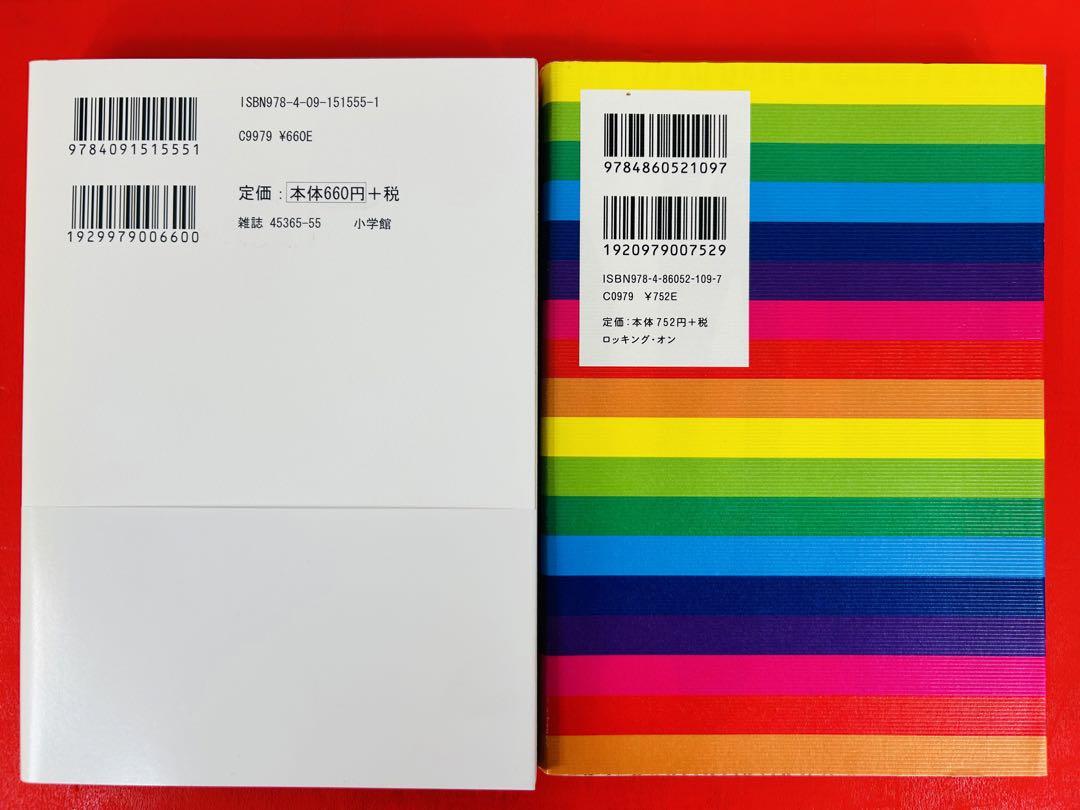 ISBN978-4-09-151555-1
9784091515551
C9979 ¥660E
定価：本体660円＋税
1929979006600
雑誌 45365-55 小学館
9784860521097
1920979007529
ISBN978-4-86052-109-7
C0979 ¥752E
定価：本体752円＋税
ロッキング・オン